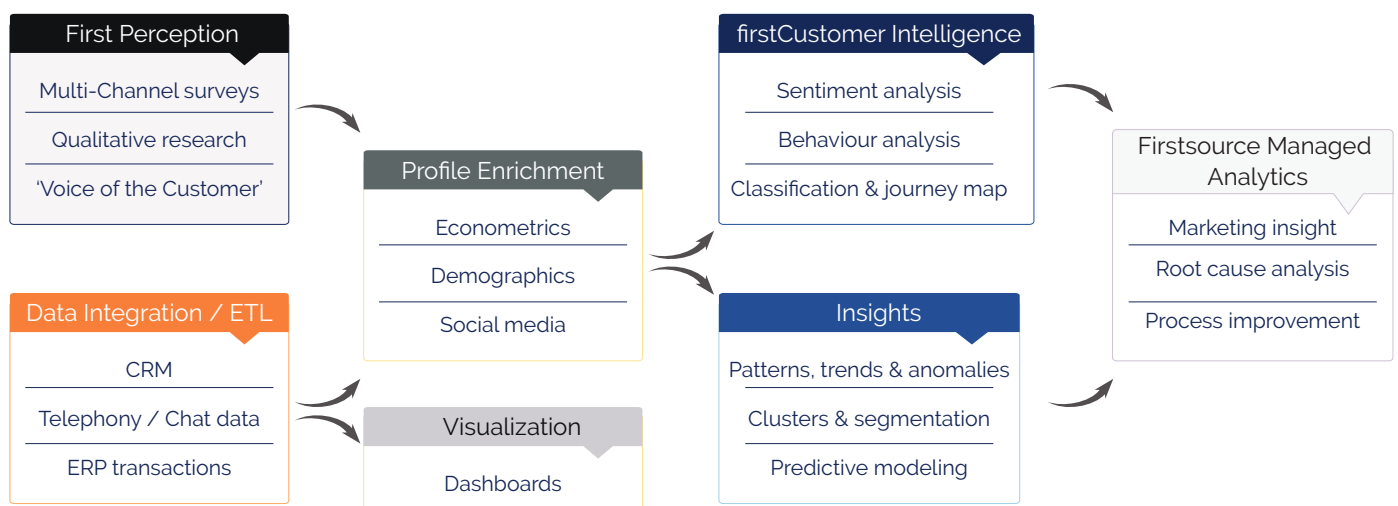 First Perception
Multi-Channel surveys
Qualitative research
‘Voice of the Customer’
Data Integration / ETL
CRM
Telephony / Chat data
ERP transactions
Profile Enrichment
Econometrics
Demographics
Social media
Visualization
Dashboards
firstCustomer Intelligence
Sentiment analysis
Behaviour analysis
Classification & journey map
Insights
Patterns, trends & anomalies
Clusters & segmentation
Predictive modeling
Firstsource Managed
Analytics
Marketing insight
Root cause analysis
Process improvement